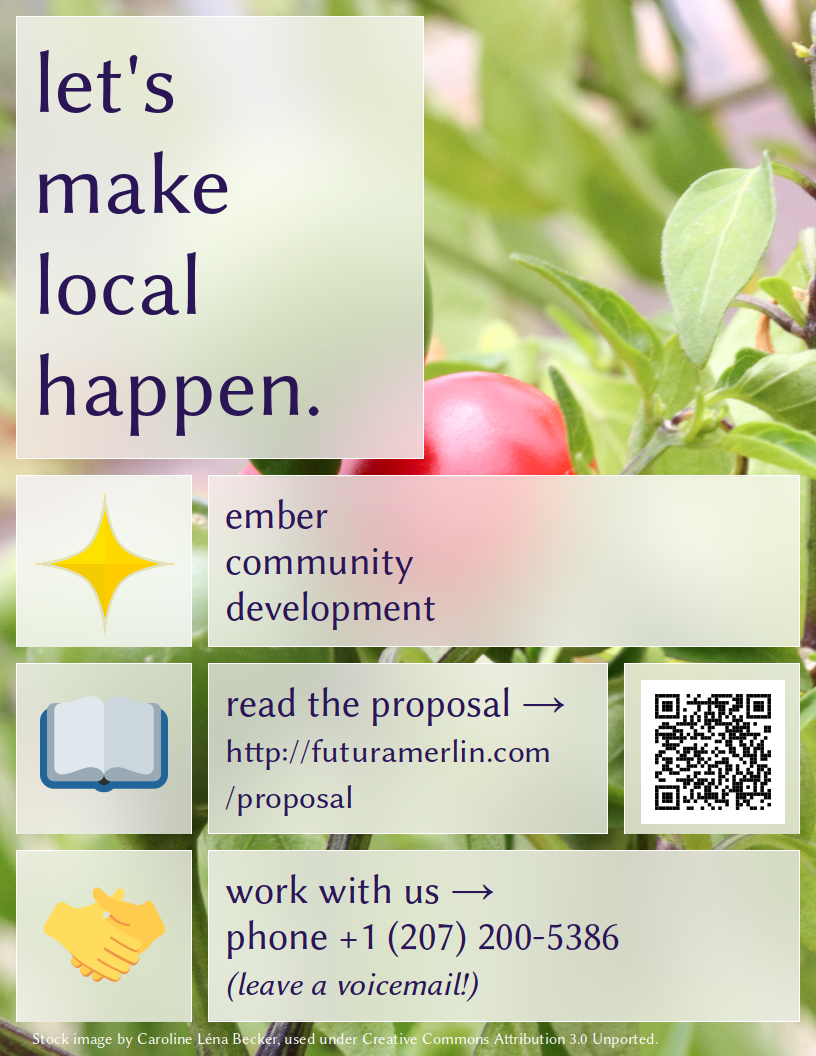 let's
make
local
happen.
ember
community
development
read the proposal →
http://futuramerlin.com
/proposal
work with us →
phone +1 (207) 200-5386
(leave a voicemail!)
Stock image by Caroline Léna Becker, used under Creative Commons Attribution 3.0 Unported.